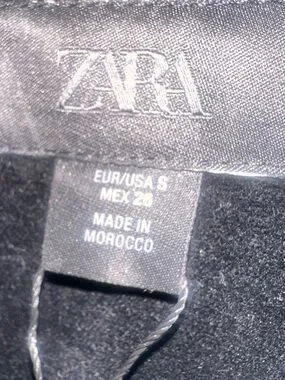 ZARA
EUR/USA S
MEX 26
MADE IN
MOROCCO